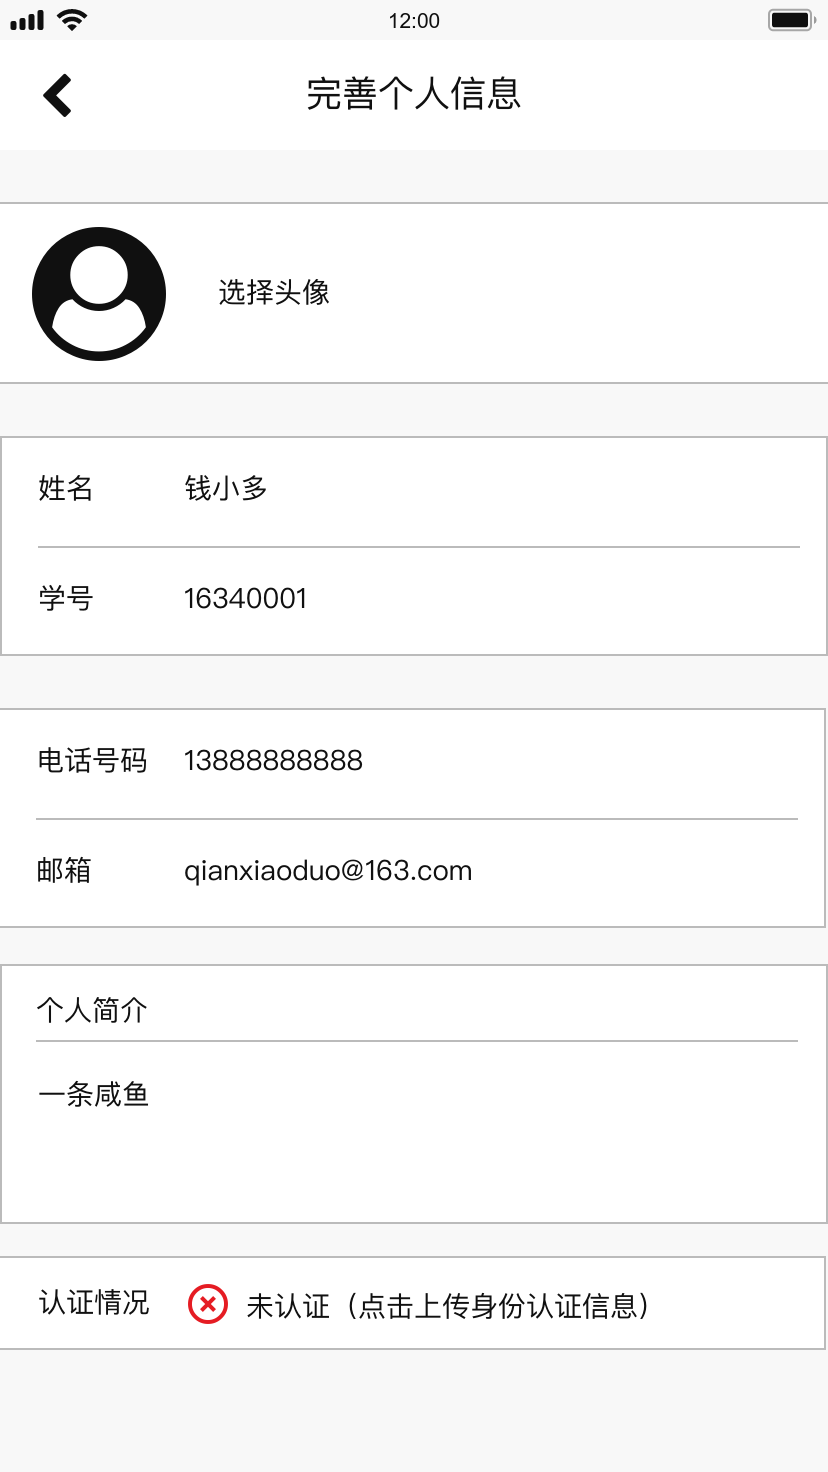 12:00
完善个人信息
选择头像
姓名 钱小多
学号 16340001
电话号码 13888888888
邮箱 qianxiaoduo@163.com
个人简介
一条咸鱼
认证情况 未认证（点击上传身份认证信息）